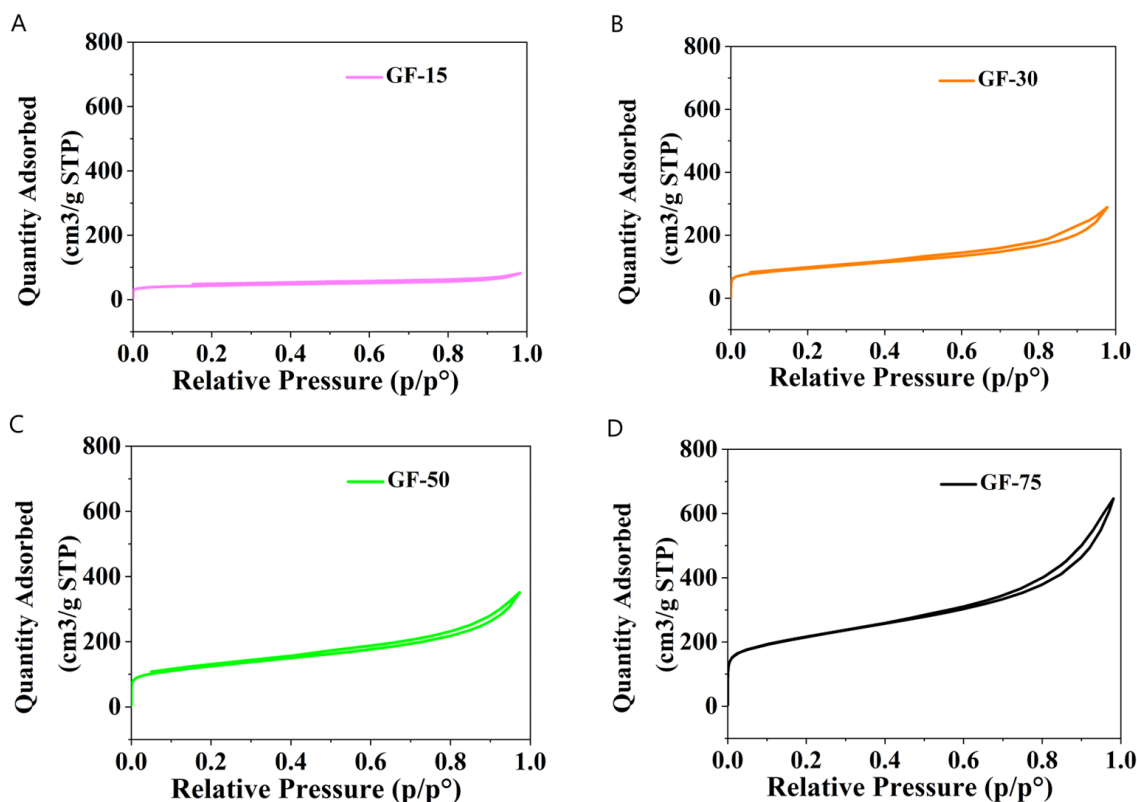 A
800
600
400
200
0
Quantity Adsorbed
(cm3/g STP)
GF-15
0.0 0.2 0.4 0.6 0.8 1.0
Relative Pressure (p/p°)
B
800
600
400
200
0
Quantity Adsorbed
(cm3/g STP)
GF-30
0.0 0.2 0.4 0.6 0.8 1.0
Relative Pressure (p/p°)
C
800
600
400
200
0
Quantity Adsorbed
(cm3/g STP)
GF-50
0.0 0.2 0.4 0.6 0.8 1.0
Relative Pressure (p/p°)
D
800
600
400
200
0
Quantity Adsorbed
(cm3/g STP)
GF-75
0.0 0.2 0.4 0.6 0.8 1.0
Relative Pressure (p/p°)